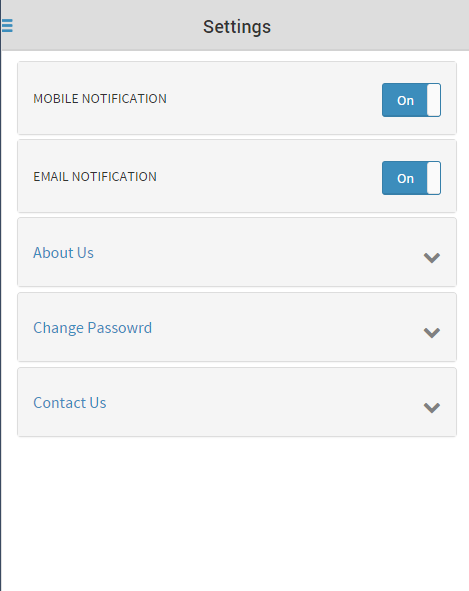 Settings
MOBILE NOTIFICATION
On
EMAIL NOTIFICATION
On
About Us
Change Passowrd
Contact Us